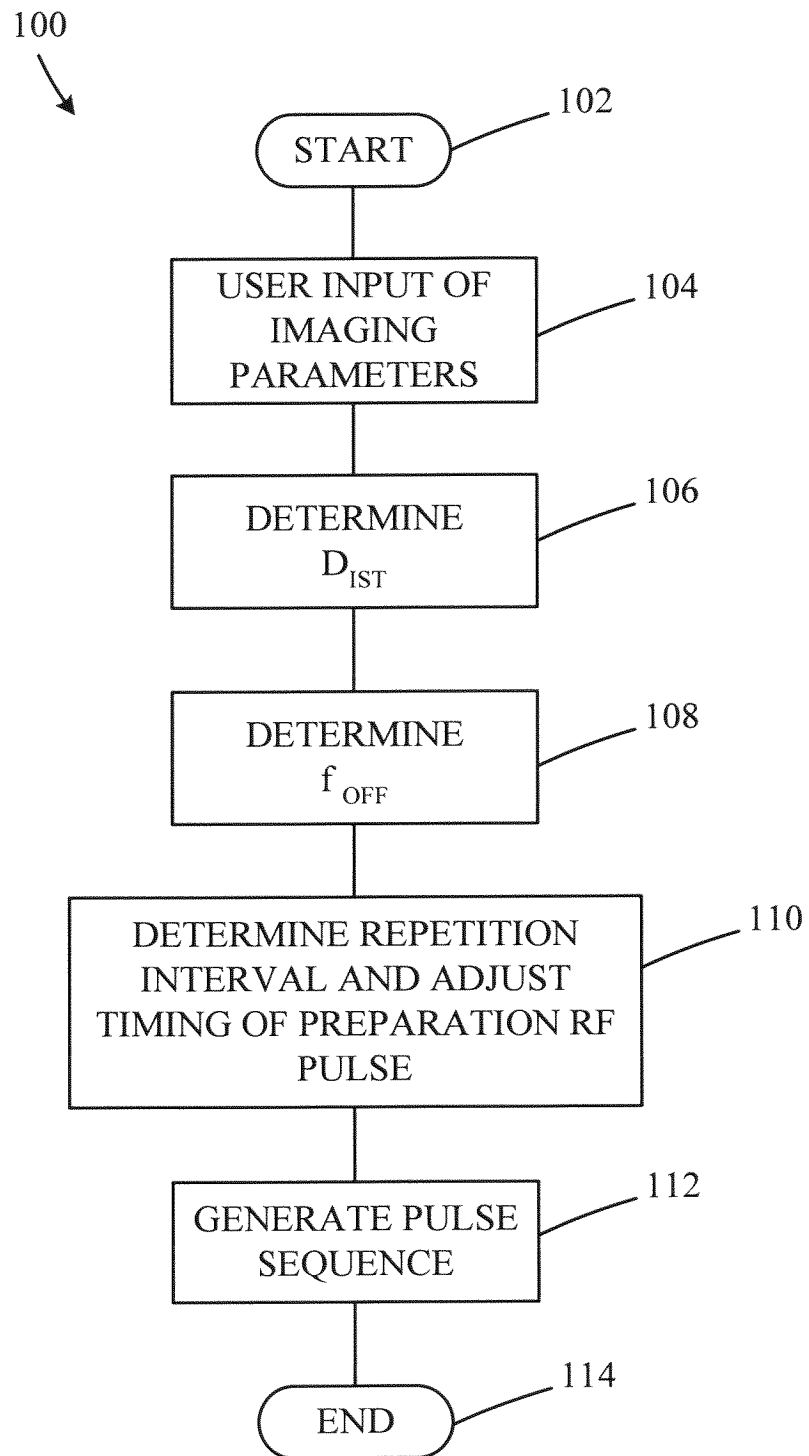 100
102
START
104
USER INPUT OF
IMAGING
PARAMETERS
106
DETERMINE
D_IST
108
DETERMINE
f_OFF
110
DETERMINE REPETITION
INTERVAL AND ADJUST
TIMING OF PREPARATION RF
PULSE
112
GENERATE PULSE
SEQUENCE
114
END